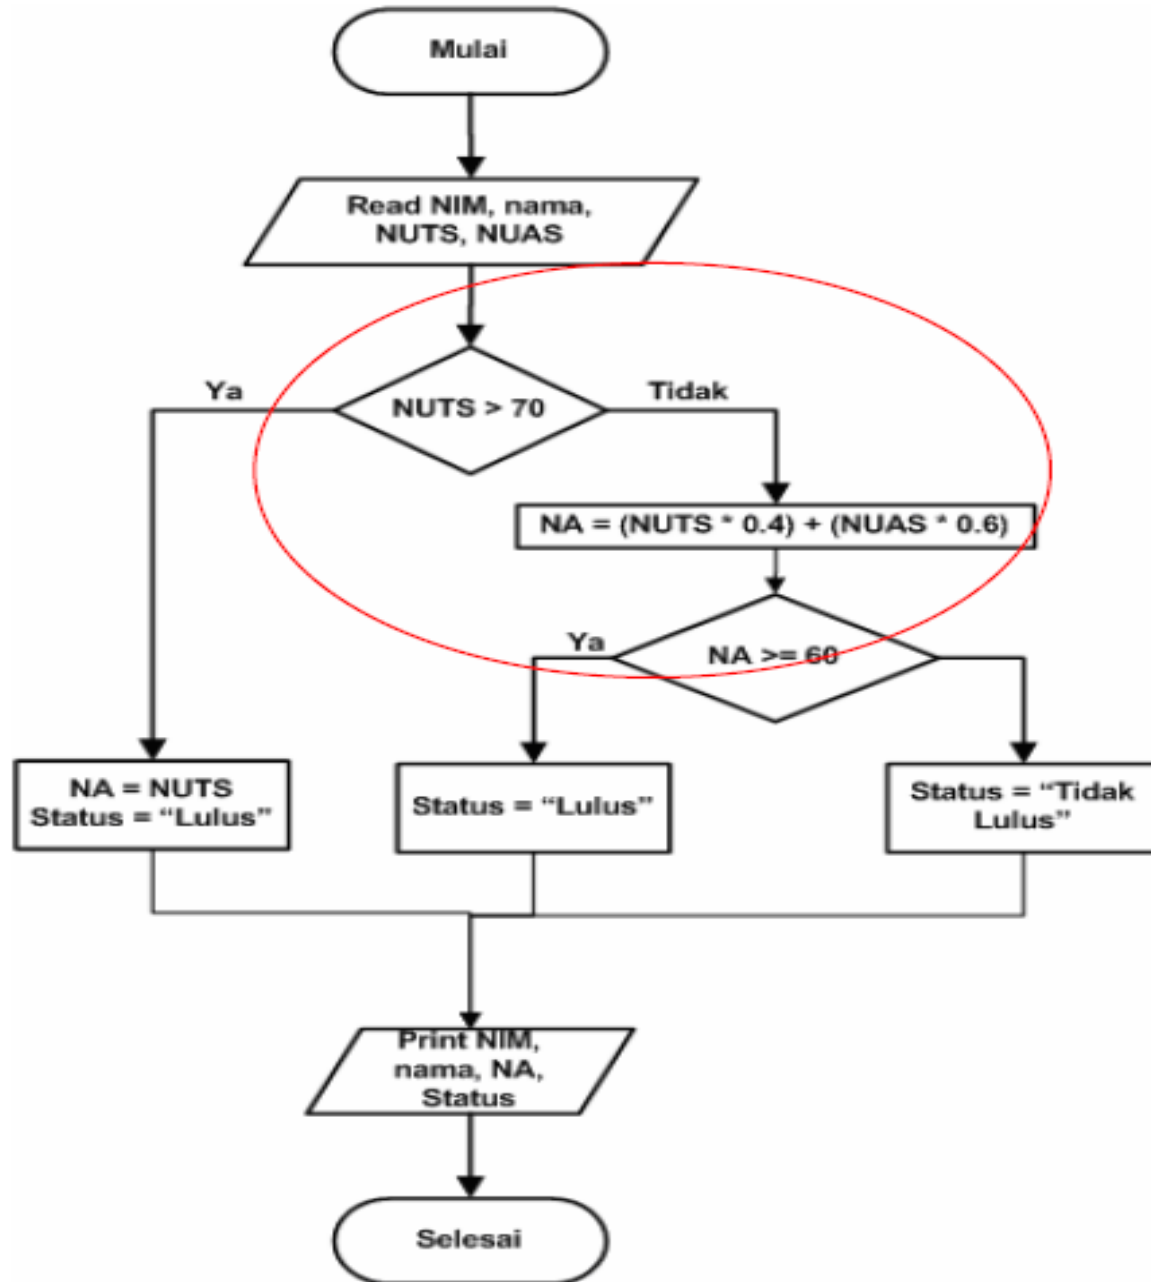 Mulai
Read NIM, nama,
NUTS, NUAS
Ya
NUTS > 70
Tidak
NA = (NUTS * 0.4) + (NUAS * 0.6)
Ya
NA >= 60
NA = NUTS
Status = “Lulus”
Status = “Lulus”
Status = “Tidak
Lulus”
Print NIM,
nama, NA,
Status
Selesai